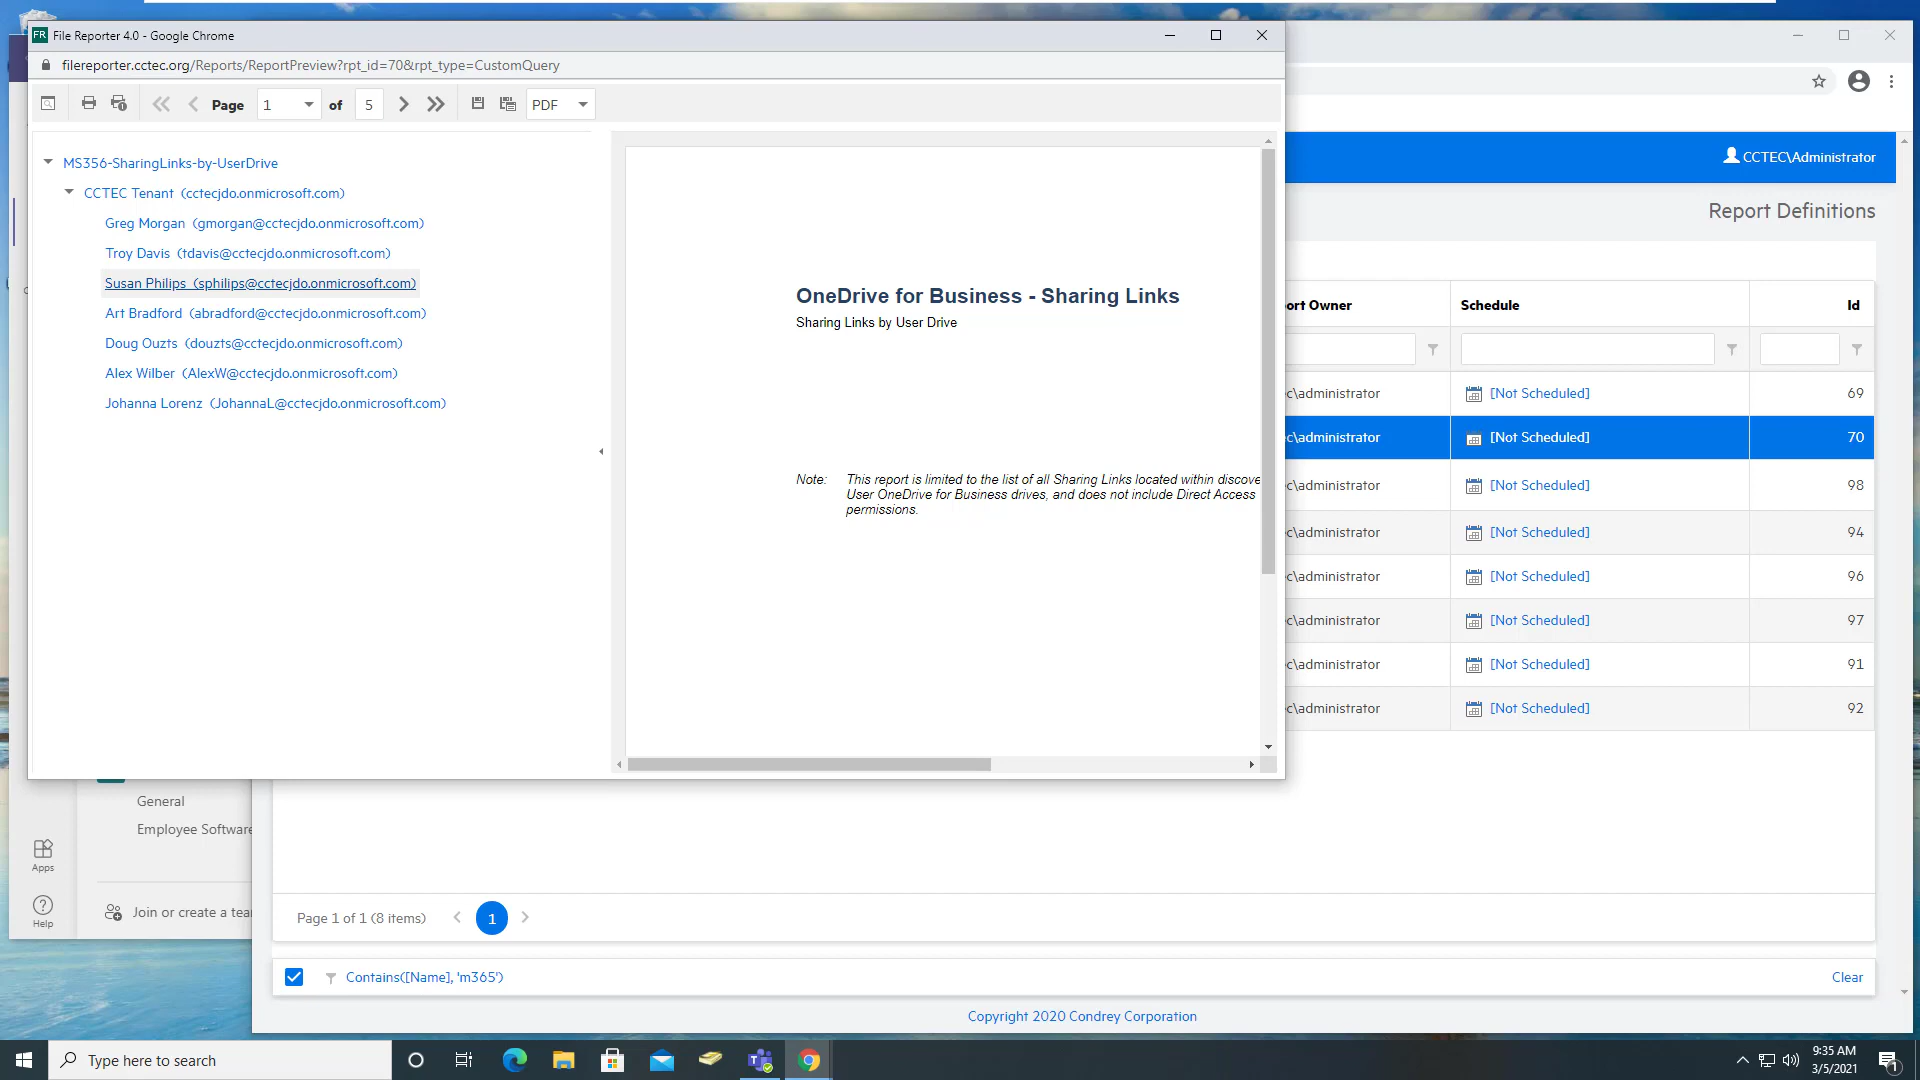 FR File Reporter 4.0 - Google Chrome
filereporter.cctec.org/Reports/ReportPreview?rpt_id=70&rpt_type=CustomQuery
Page 1 of 5 PDF
MS356-SharingLinks-by-UserDrive
CCTEC Tenant (cctecjdo.onmicrosoft.com)
Greg Morgan (gmorgan@cctecjdo.onmicrosoft.com)
Troy Davis (tdavis@cctecjdo.onmicrosoft.com)
Susan Philips (sphilips@cctecjdo.onmicrosoft.com)
Art Bradford (abradford@cctecjdo.onmicrosoft.com)
Doug Ouzts (douzts@cctecjdo.onmicrosoft.com)
Alex Wilber (AlexW@cctecjdo.onmicrosoft.com)
Johanna Lorenz (JohannaL@cctecjdo.onmicrosoft.com)
OneDrive for Business - Sharing Links
Sharing Links by User Drive
Note: This report is limited to the list of all Sharing Links located within discove
User OneDrive for Business drives, and does not include Direct Access
permissions.
CCTEC\Administrator
Report Definitions
ort Owner Schedule Id
c\administrator [Not Scheduled] 69
c\administrator [Not Scheduled] 70
c\administrator [Not Scheduled] 98
c\administrator [Not Scheduled] 94
c\administrator [Not Scheduled] 96
c\administrator [Not Scheduled] 97
c\administrator [Not Scheduled] 91
c\administrator [Not Scheduled] 92
General
Employee Software
Apps
Help
Join or create a tea
Page 1 of 1 (8 items) 1
Contains([Name], 'm365') Clear
Copyright 2020 Condrey Corporation
Type here to search
9:35 AM
3/5/2021
1